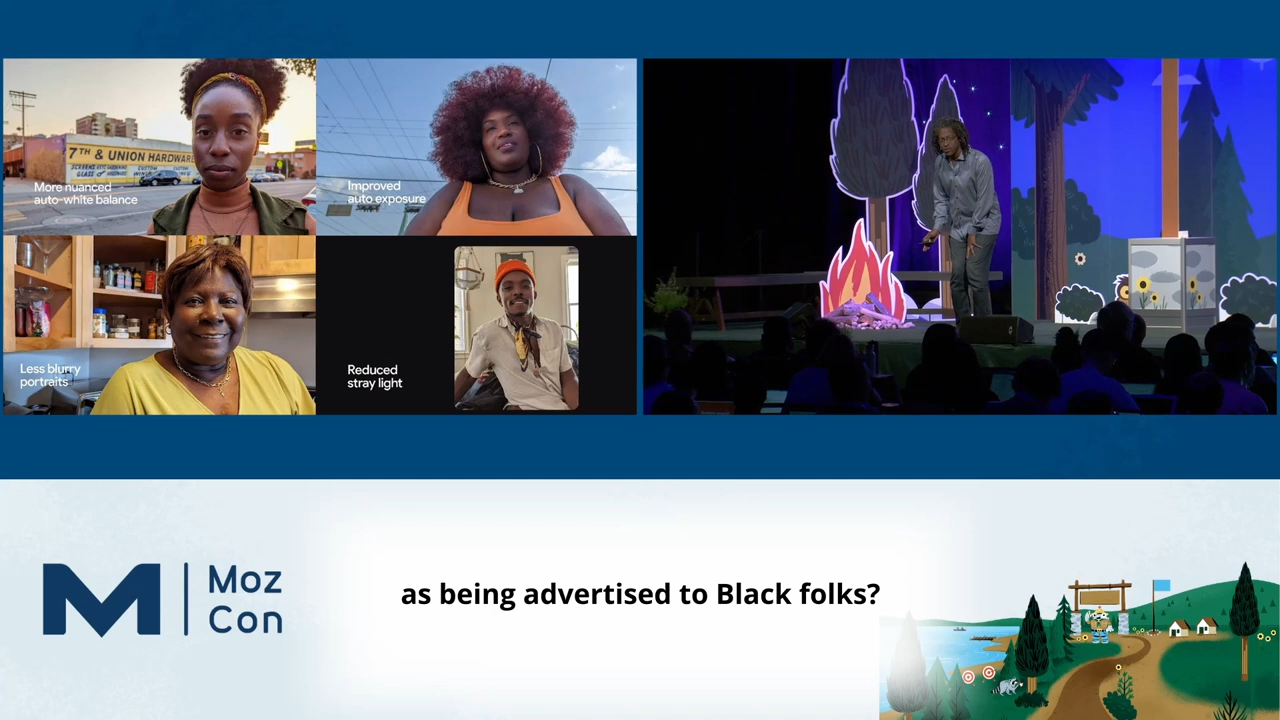 7TH & UNION HARDWARE
More nuanced
auto-white balance
Improved
auto exposure
Less blurry
portraits
Reduced
stray light
Moz
Con
as being advertised to Black folks?